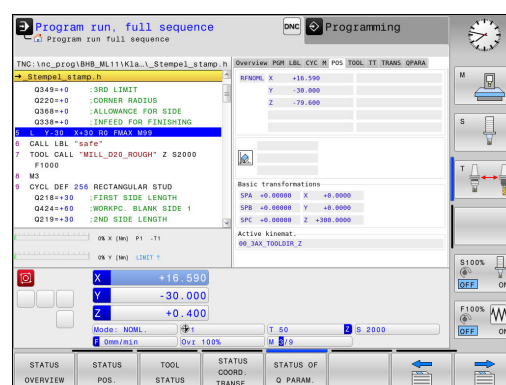 Program run, full sequence
DNC
Programming
Program run full sequence
TNC:\nc_prog\BHB_ML11\Kla…\_Stempel_stamp.h
Overview PGM LBL CYC M POS TOOL TT TRANS QPARA
→_Stempel_stamp.h
Q349=+0 ;3RD LIMIT
Q220=+0 ;CORNER RADIUS
Q368=+0 ;ALLOWANCE FOR SIDE
Q338=+0 ;INFEED FOR FINISHING
5 L Y-30 X+30 R0 FMAX M99
6 CALL LBL "safe"
7 TOOL CALL "MILL_D20_ROUGH" Z S2000
F1000
8 M3
9 CYCL DEF 256 RECTANGULAR STUD
Q218=+30 ;FIRST SIDE LENGTH
Q424=+60 ;WORKPC. BLANK SIDE 1
Q219=+30 ;2ND SIDE LENGTH
RFNOML X +16.590
Y -30.000
Z -79.600
Basic transformations
SPA +0.00000 X +0.0000
SPB +0.00000 Y +0.0000
SPC +0.00000 Z +300.0000
Active kinemat.
00_3AX_TOOLDIR_Z
0% X [Nm] P1 -T1
0% Y [Nm] LIMIT ↑
X +16.590
Y -30.000
Z +0.400
Mode: NOML. 1 T 50 Z S 2000
F 0mm/min Ovr 100% M 3/9
M
S
T
S100%
OFF ON
F100%
OFF ON
STATUS OVERVIEW
STATUS POS.
TOOL STATUS
STATUS COORD. TRANSF.
STATUS OF Q PARAM.